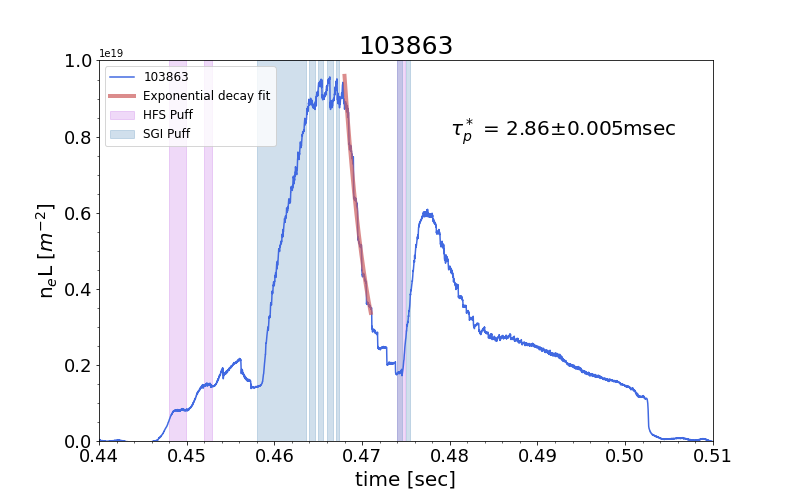 103863
1e19
103863
Exponential decay fit
HFS Puff
SGI Puff
τ*p = 2.86±0.005msec
1.0
0.8
0.6
0.4
0.2
0.0
neL [m−2]
0.44 0.45 0.46 0.47 0.48 0.49 0.50 0.51
time [sec]